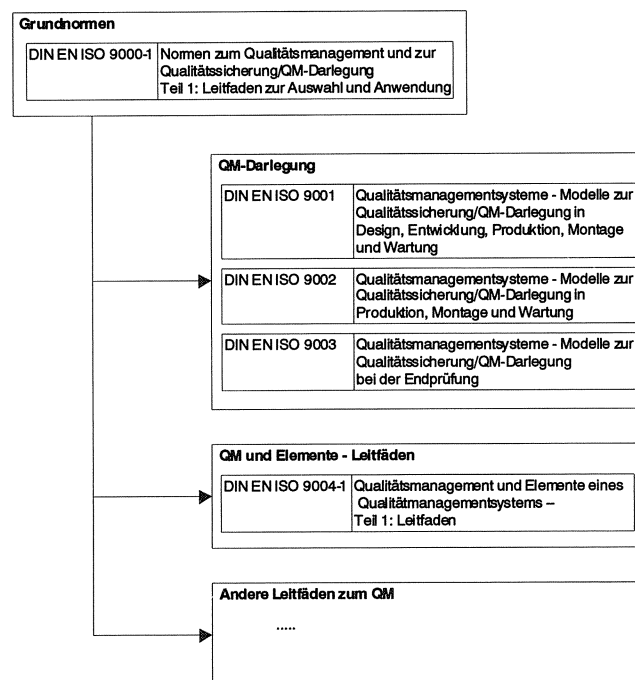 Grundnormen
DIN EN ISO 9000-1 Normen zum Qualitätsmanagement und zur
Qualitätssicherung/QM-Darlegung
Teil 1: Leitfaden zur Auswahl und Anwendung
QM-Darlegung
DIN EN ISO 9001 Qualitätsmanagementsysteme - Modelle zur
Qualitätssicherung/QM-Darlegung in
Design, Entwicklung, Produktion, Montage
und Wartung
DIN EN ISO 9002 Qualitätsmanagementsysteme - Modelle zur
Qualitätssicherung/QM-Darlegung in
Produktion, Montage und Wartung
DIN EN ISO 9003 Qualitätsmanagementsysteme - Modelle zur
Qualitätssicherung/QM-Darlegung
bei der Endprüfung
QM und Elemente - Leitfäden
DIN EN ISO 9004-1 Qualitätsmanagement und Elemente eines
Qualitätmanagementsystems –
Teil 1: Leitfaden
Andere Leitfäden zum QM
.....